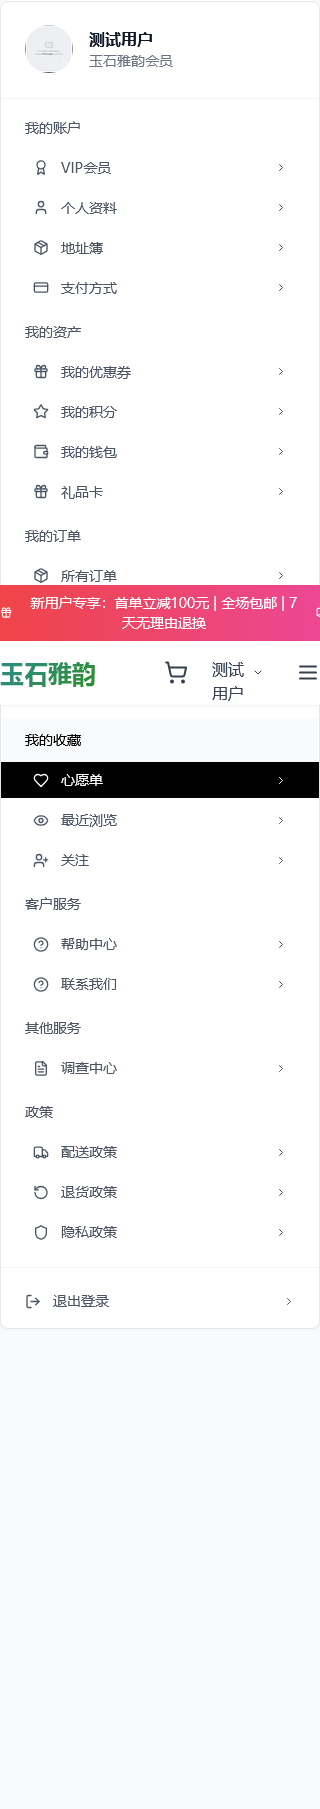 测试用户
玉石雅韵会员
我的账户
VIP会员
个人资料
地址簿
支付方式
我的资产
我的优惠券
我的积分
我的钱包
礼品卡
我的订单
所有订单
新用户专享：首单立减100元 | 全场包邮 | 7
天无理由退换
玉石雅韵
测试
用户
我的收藏
心愿单
最近浏览
关注
客户服务
帮助中心
联系我们
其他服务
调查中心
政策
配送政策
退货政策
隐私政策
退出登录